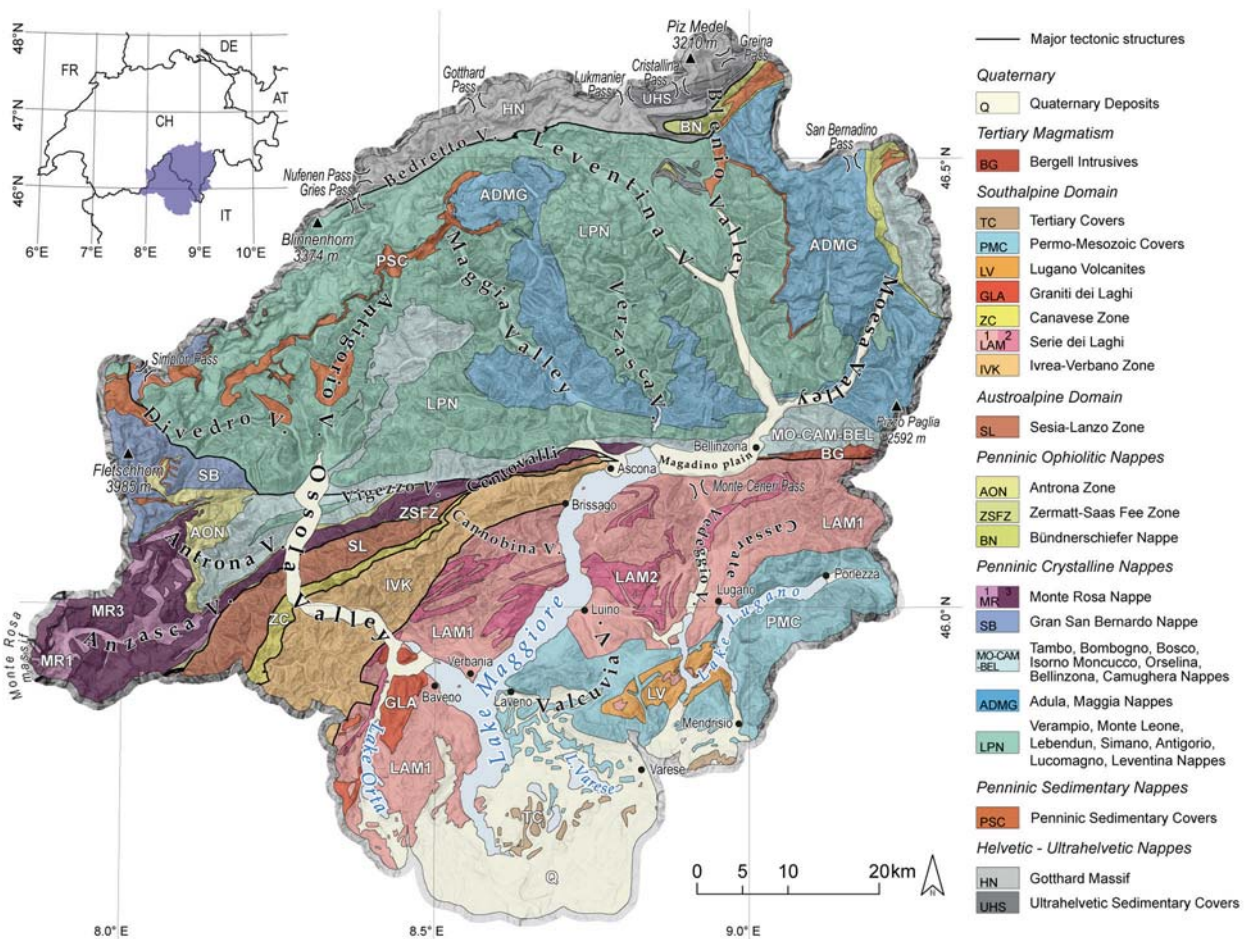 48°N
47°N
46°N
FR
DE
AT
CH
IT
6°E
7°E
8°E
9°E
10°E
Piz Medel
3210 m
Greina
Pass
Cristallina
Pass
Lukmanier
Pass
Gotthard
Pass
UHS
HN
BN
San Bernadino
Pass
46.5°N
Nufenen Pass
Gries Pass
Bedretto V.
Leventina V.
Blenio Valley
Blinnenhorn
3374 m
ADMG
LPN
PSC
Maggia Valley
Verzasca V.
ADMG
Moesa Valley
Antigorio V.
Simplon Pass
Divedro V.
LPN
Pizzo Paglia
2592 m
Fletschhorn
3985 m
SB
Bellinzona
MO-CAM-BEL
BG
Magadino plain
Ascona
Centovalli
Vigezzo V.
Monte Ceneri Pass
Brissago
AON
ZSFZ
Cannobina V.
Ossola Valley
Antrona V.
SL
Vedeggio V.
Cassarate
LAM1
IVK
LAM2
Porlezza
Lugano
Luino
46.0°N
MR3
Anzasca V.
ZC
LAM1
Lake Lugano
PMC
MR1
Monte Rosa
massif
Verbania
Lake Maggiore
Valcuvia V.
GLA
Baveno
Laveno
LV
Mendrisio
Lake Orta
LAM1
L.Varese
Varese
TC
Q
0 5 10 20km
N
8.0°E
8.5°E
9.0°E
Major tectonic structures
Quaternary
Q Quaternary Deposits
Tertiary Magmatism
BG Bergell Intrusives
Southalpine Domain
TC Tertiary Covers
PMC Permo-Mesozoic Covers
LV Lugano Volcanites
GLA Graniti dei Laghi
ZC Canavese Zone
1 LAM 2 Serie dei Laghi
IVK Ivrea-Verbano Zone
Austroalpine Domain
SL Sesia-Lanzo Zone
Penninic Ophiolitic Nappes
AON Antrona Zone
ZSFZ Zermatt-Saas Fee Zone
BN Bündnerschiefer Nappe
Penninic Crystalline Nappes
1 MR 3 Monte Rosa Nappe
SB Gran San Bernardo Nappe
MO-CAM
-BEL
Tambo, Bombogno, Bosco,
Isorno Moncucco, Orselina,
Bellinzona, Camughera Nappes
ADMG Adula, Maggia Nappes
LPN
Verampio, Monte Leone,
Lebendun, Simano, Antigorio,
Lucomagno, Leventina Nappes
Penninic Sedimentary Nappes
PSC Penninic Sedimentary Covers
Helvetic - Ultrahelvetic Nappes
HN Gotthard Massif
UHS Ultrahelvetic Sedimentary Covers